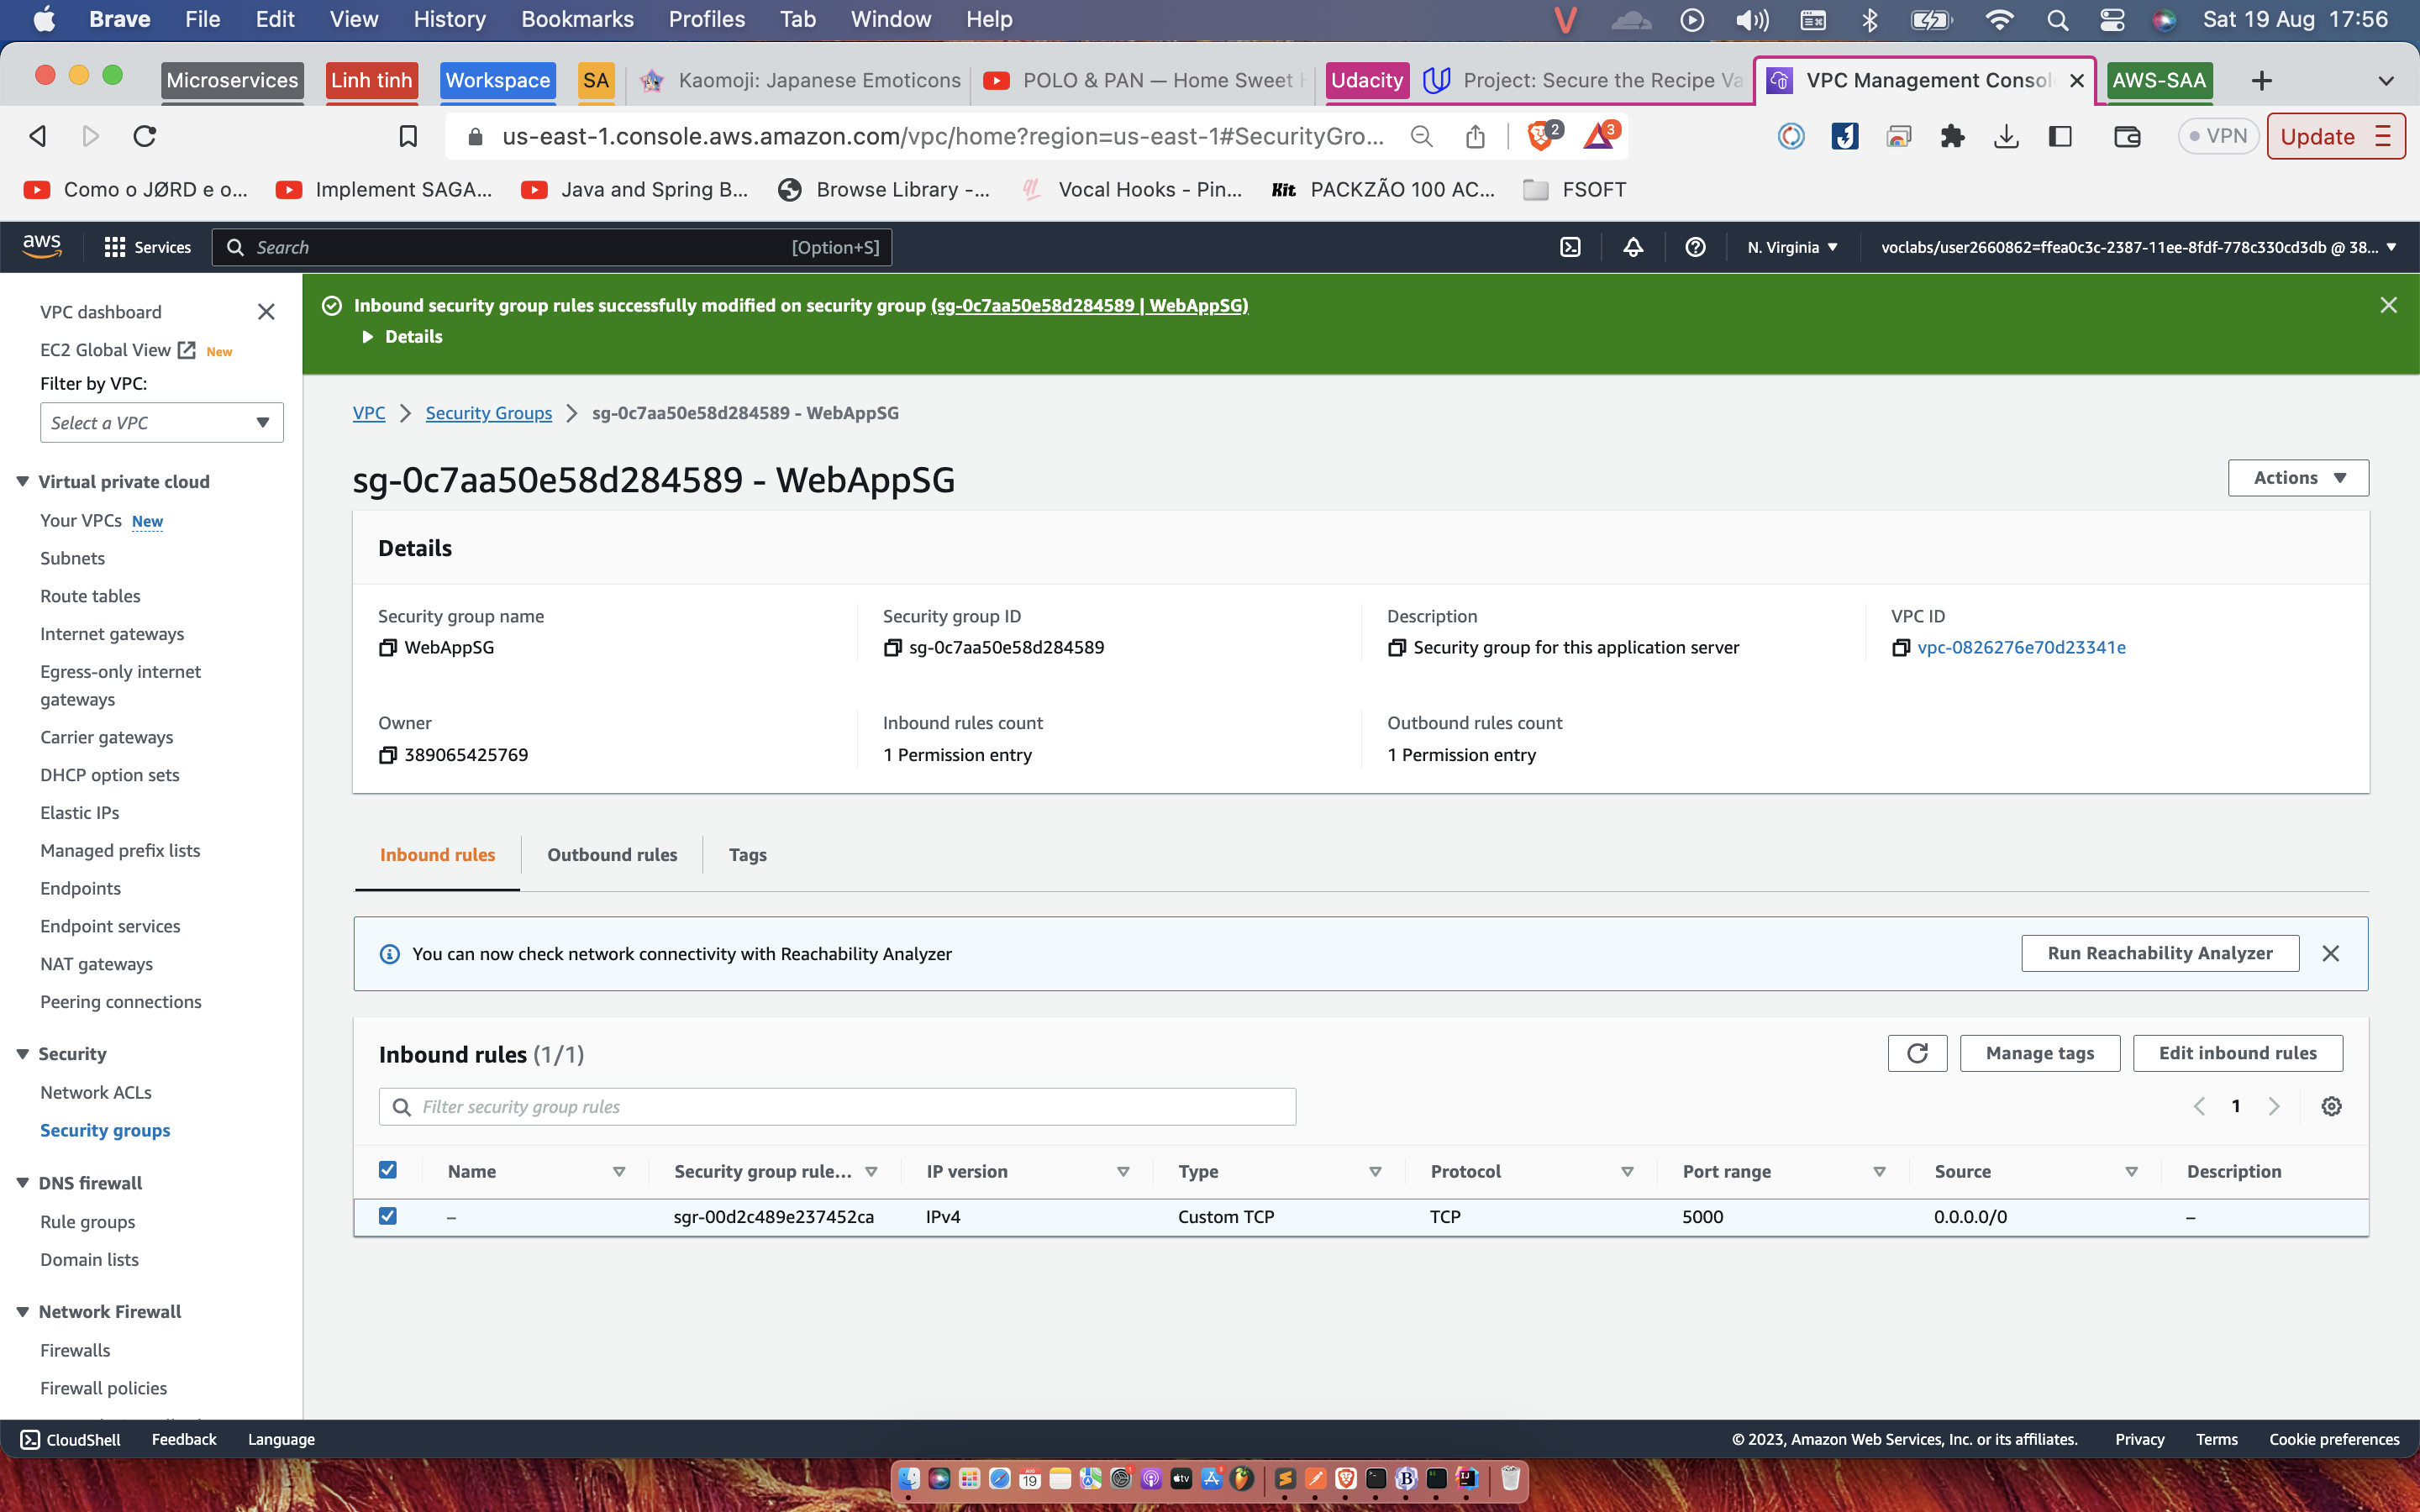 Brave File Edit View History Bookmarks Profiles Tab Window Help Sat 19 Aug 17:56
Microservices Linh tinh Workspace SA Kaomoji: Japanese Emoticons POLO & PAN — Home Sweet Udacity Project: Secure the Recipe Va VPC Management Consol AWS-SAA
us-east-1.console.aws.amazon.com/vpc/home?region=us-east-1#SecurityGro... 2 3 VPN Update
Como o JØRD e o... Implement SAGA... Java and Spring B... Browse Library -... Vocal Hooks - Pin... Kit PACKZÃO 100 AC... FSOFT
aws Services Search [Option+S] N. Virginia voclabs/user2660862=ffea0c3c-2387-11ee-8fdf-778c330cd3db @ 38...
VPC dashboard
EC2 Global View New
Filter by VPC:
Select a VPC
Virtual private cloud
Your VPCs New
Subnets
Route tables
Internet gateways
Egress-only internet
gateways
Carrier gateways
DHCP option sets
Elastic IPs
Managed prefix lists
Endpoints
Endpoint services
NAT gateways
Peering connections
Security
Network ACLs
Security groups
DNS firewall
Rule groups
Domain lists
Network Firewall
Firewalls
Firewall policies
Inbound security group rules successfully modified on security group (sg-0c7aa50e58d284589 | WebAppSG)
Details
VPC Security Groups sg-0c7aa50e58d284589 - WebAppSG
sg-0c7aa50e58d284589 - WebAppSG
Actions
Details
Security group name Security group ID Description VPC ID
WebAppSG sg-0c7aa50e58d284589 Security group for this application server vpc-0826276e70d23341e
Owner Inbound rules count Outbound rules count
389065425769 1 Permission entry 1 Permission entry
Inbound rules Outbound rules Tags
You can now check network connectivity with Reachability Analyzer Run Reachability Analyzer
Inbound rules (1/1) Manage tags Edit inbound rules
Filter security group rules 1
Name Security group rule... IP version Type Protocol Port range Source Description
– sgr-00d2c489e237452ca IPv4 Custom TCP TCP 5000 0.0.0.0/0 –
CloudShell Feedback Language © 2023, Amazon Web Services, Inc. or its affiliates. Privacy Terms Cookie preferences